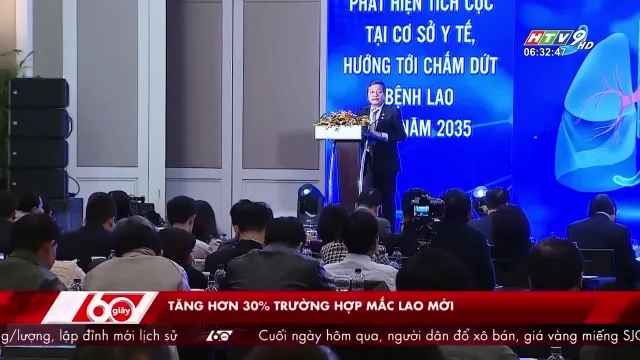 PHÁT HIỆN TÍCH CỰC
TẠI CƠ SỞ Y TẾ,
HƯỚNG TỚI CHẤM DỨT
BỆNH LAO
NĂM 2035
HTV9 HD
06:32:47
60 giây
TĂNG HƠN 30% TRƯỜNG HỢP MẮC LAO MỚI
g/lượng, lập đỉnh mới lịch sử 60 Cuối ngày hôm qua, người dân đổ xô bán, giá vàng miếng SJC